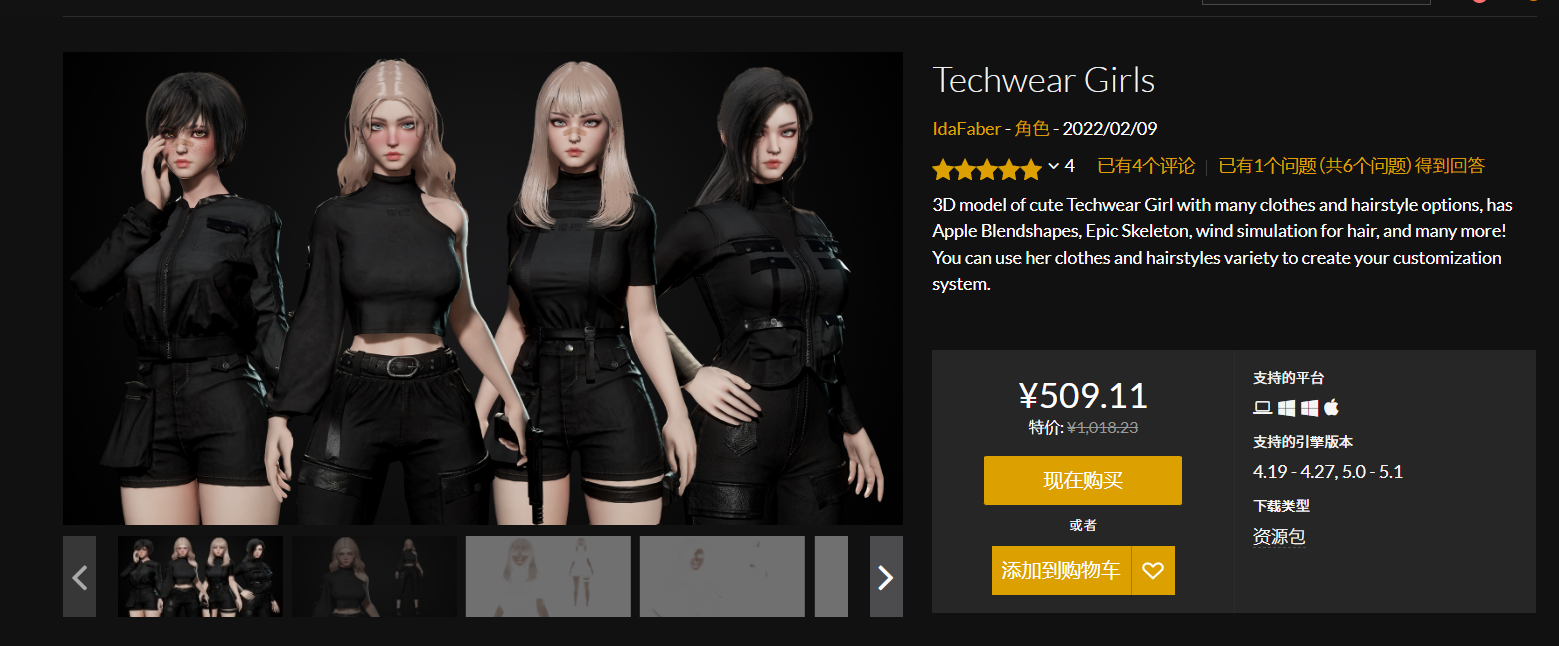 Techwear Girls
IdaFaber - 角色 - 2022/02/09
4 已有4个评论 | 已有1个问题 (共6个问题) 得到回答
3D model of cute Techwear Girl with many clothes and hairstyle options, has
Apple Blendshapes, Epic Skeleton, wind simulation for hair, and many more!
You can use her clothes and hairstyles variety to create your customization
system.
¥509.11
特价: ¥1,018.23
现在购买
或者
添加到购物车
支持的平台
支持的引擎版本
4.19 - 4.27, 5.0 - 5.1
下载类型
资源包